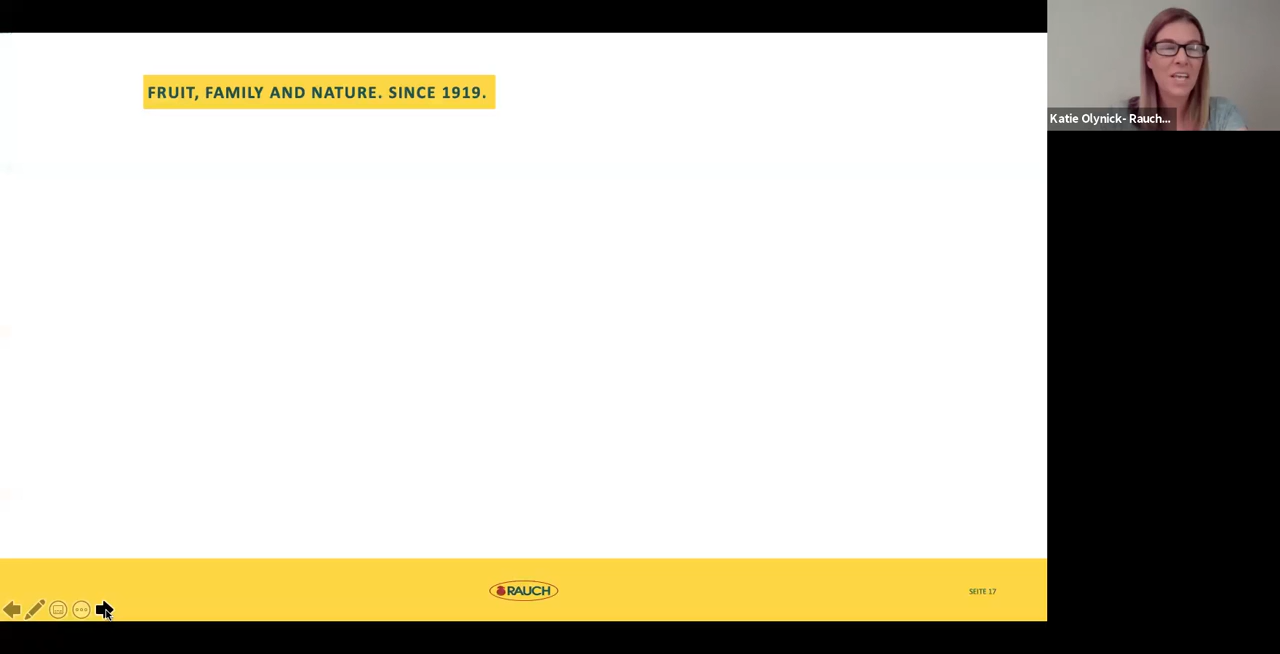 FRUIT, FAMILY AND NATURE. SINCE 1919.
Katie Olynick- Rauch...
RAUCH
SEITE 17